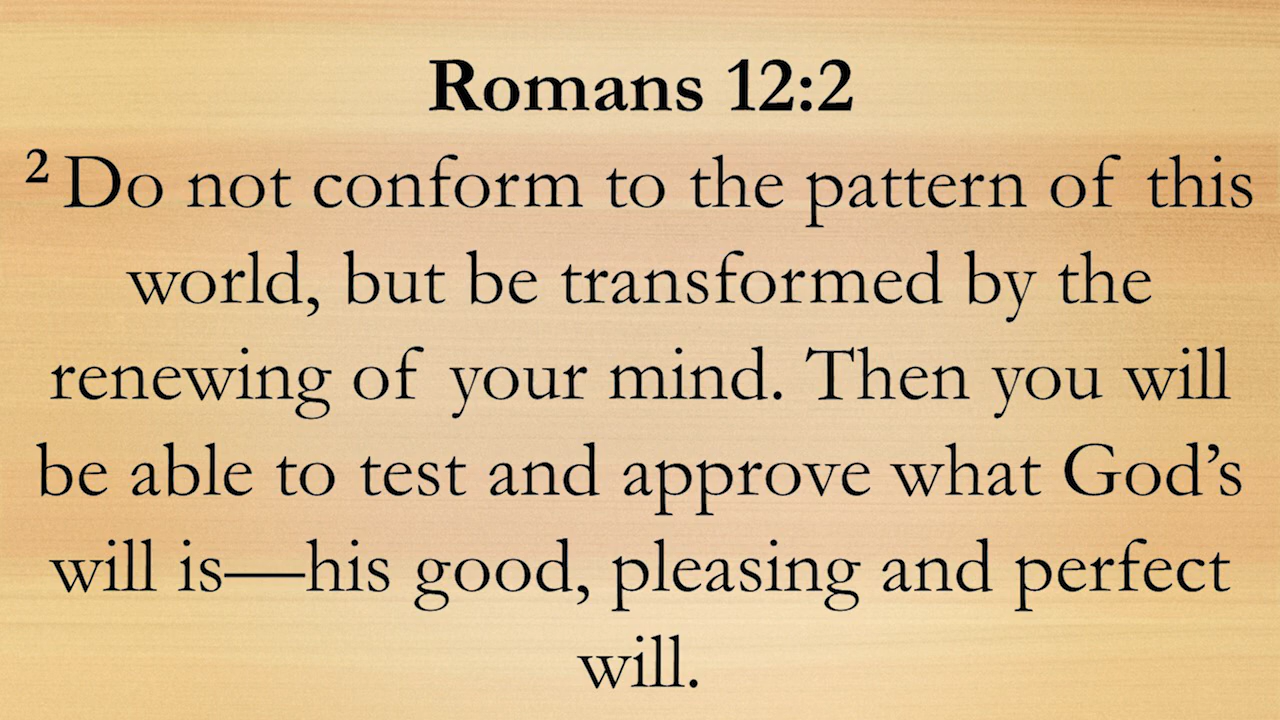 Romans 12:2
² Do not conform to the pattern of this
world, but be transformed by the
renewing of your mind. Then you will
be able to test and approve what God’s
will is—his good, pleasing and perfect
will.